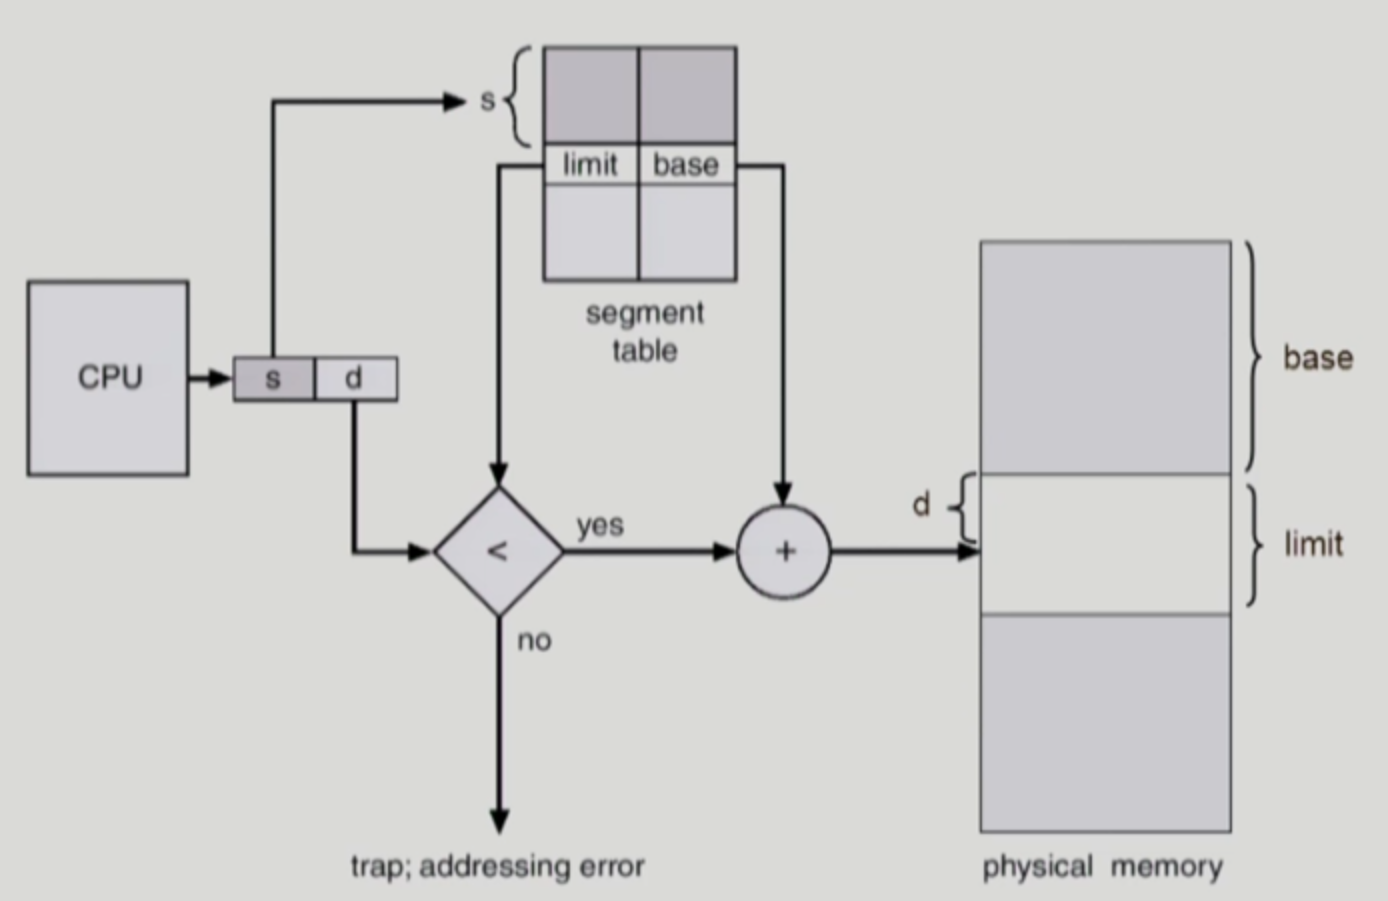 s
limit base
segment
table
CPU
s d
base
d
limit
<
yes
+
no
trap; addressing error
physical memory